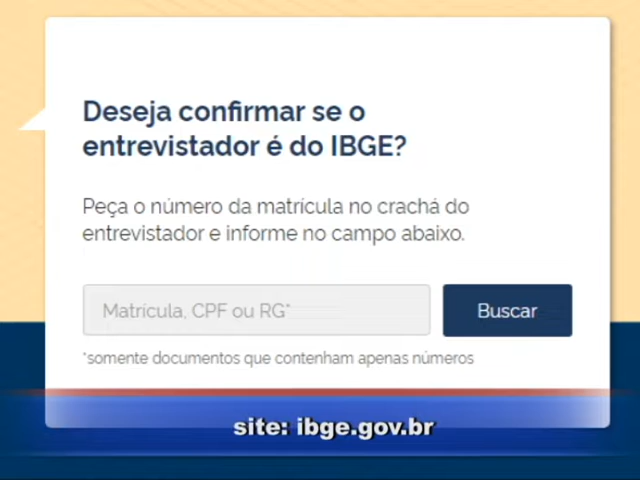 Deseja confirmar se o
entrevistador é do IBGE?
Peça o número da matrícula no crachá do
entrevistador e informe no campo abaixo.
Matrícula, CPF ou RG* Buscar
*somente documentos que contenham apenas números
site: ibge.gov.br